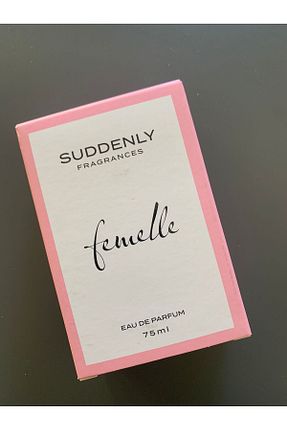 SUDDENLY
FRAGRANCES
femelle
EAU DE PARFUM
75ml